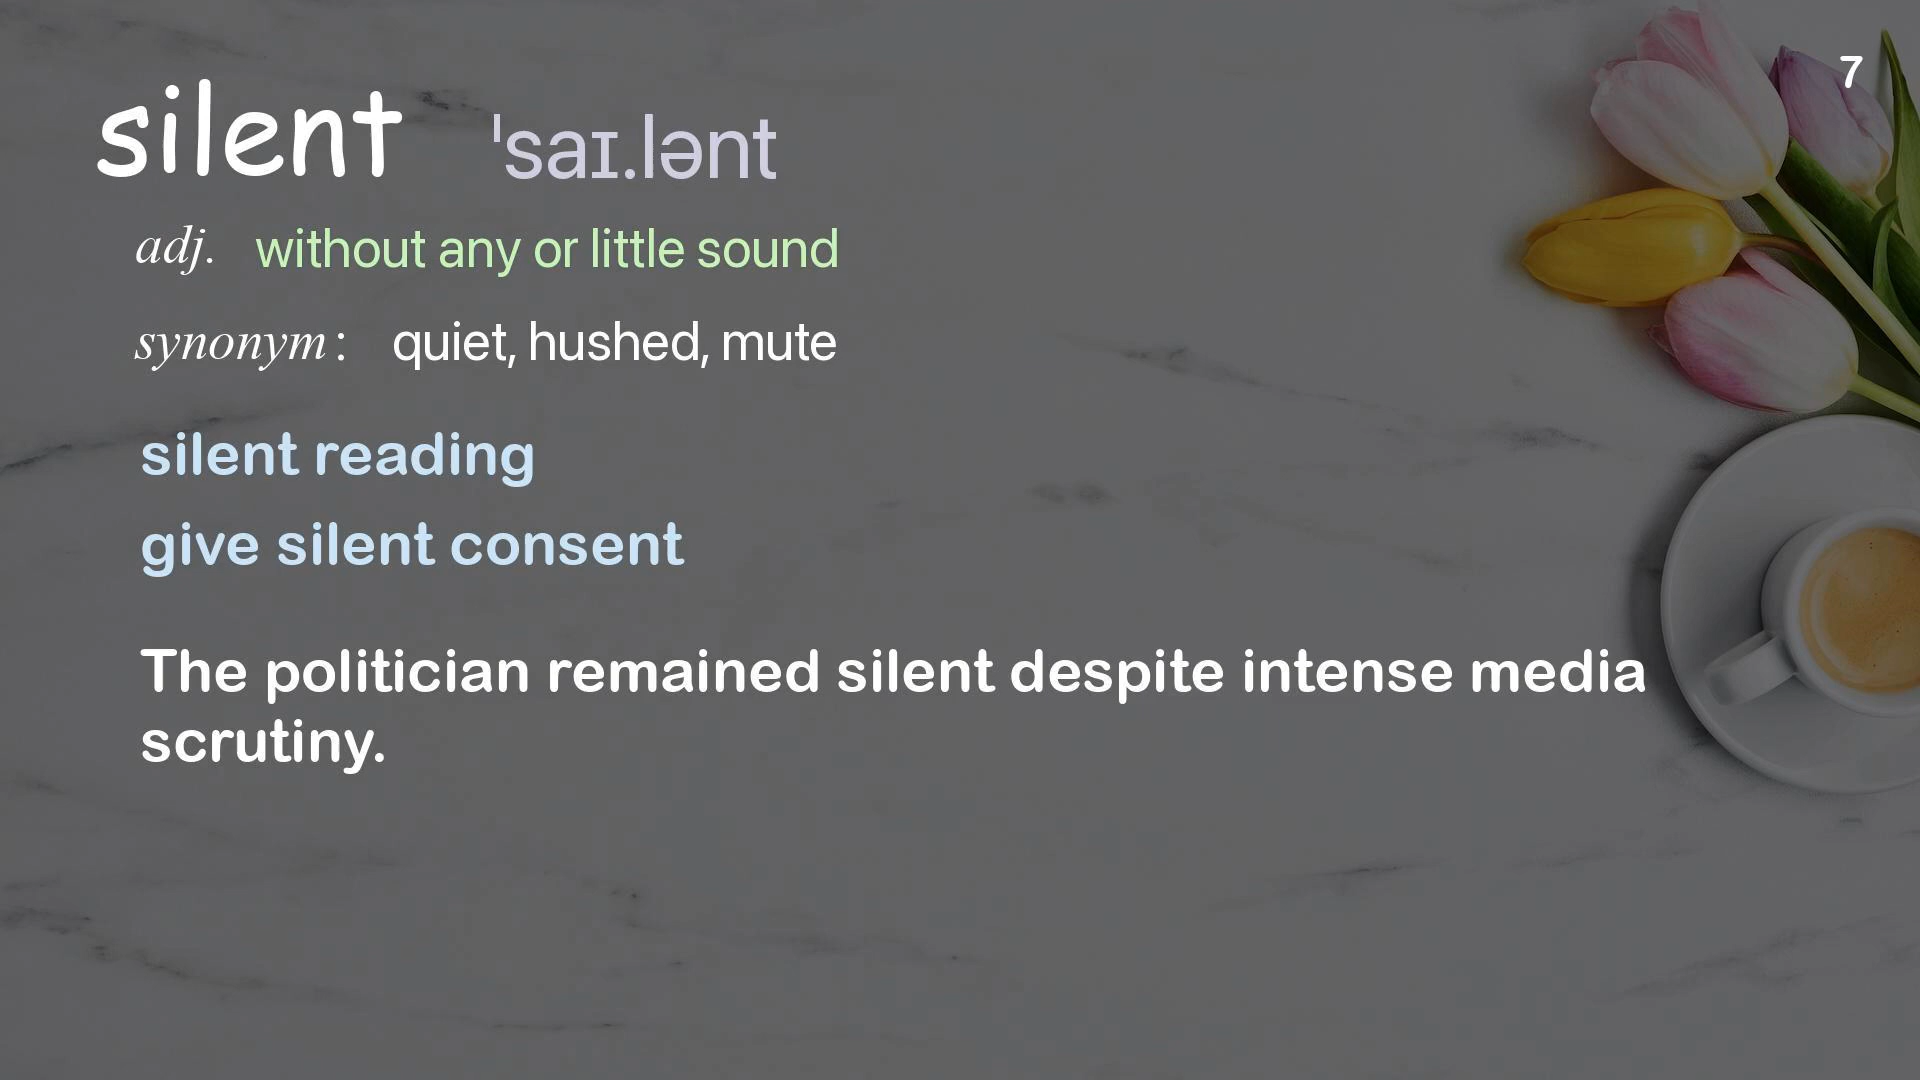 7
silent ˈsaɪ.lənt
adj. without any or little sound
synonym: quiet, hushed, mute
silent reading
give silent consent
The politician remained silent despite intense media
scrutiny.